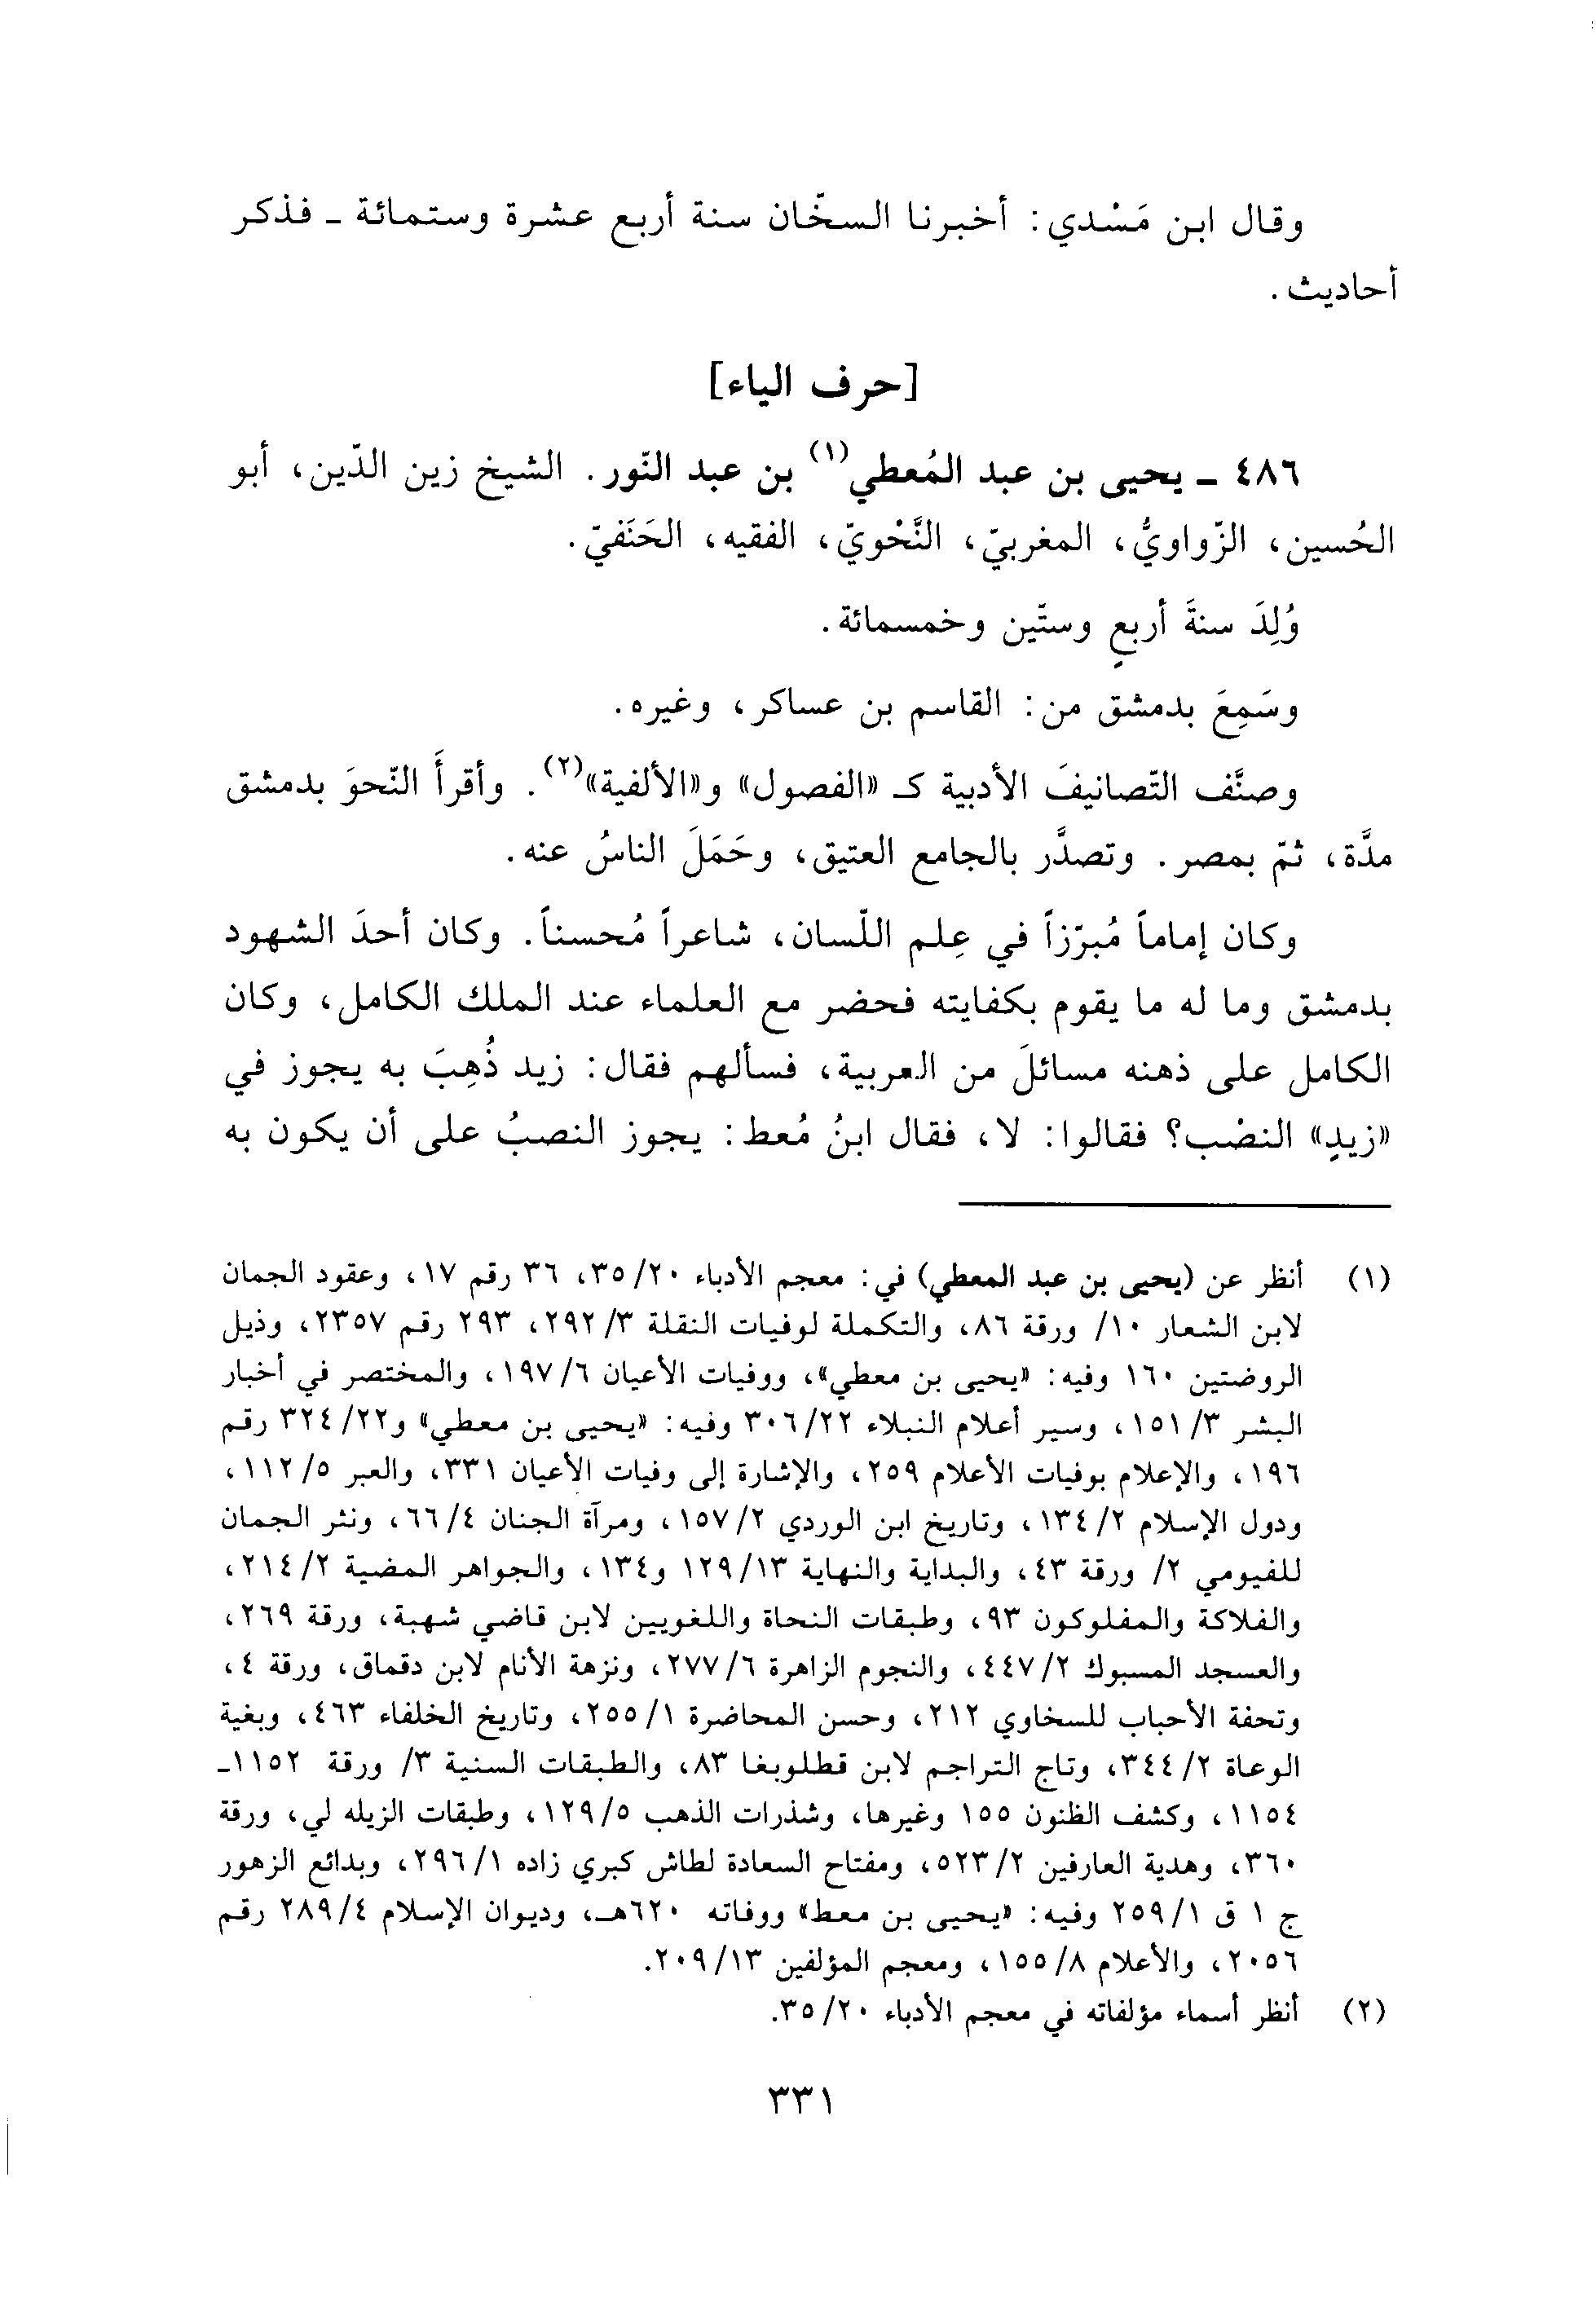 وقال ابن مَسْدي: أخبرنا السخّان سنة أربع عشرة وستمائة ـ فذكر
أحاديث.
[حرف الياء]
٤٨٦ ـ يحيى بن عبد المُعطي(١) بن عبد النّور. الشيخ زين الدّين، أبو
الحُسين، الزّواويُّ، المغربيّ، النَّحْويّ، الفقيه، الحَنَفيّ.
وُلِدَ سنةَ أربعٍ وستّين وخمسمائة.
وسَمِعَ بدمشق من: القاسم بن عساكر، وغيره.
وصنَّف التّصانيفَ الأدبية كـ «الفصول» و«الألفية»(٢). وأقرأَ النّحوَ بدمشق
مدَّة، ثمّ بمصر. وتصدَّر بالجامع العتيق، وحَمَلَ الناسُ عنه.
وكان إماماً مُبرّزاً في عِلم اللّسان، شاعراً مُحسناً. وكان أحدَ الشهود
بدمشق وما له ما يقوم بكفايته فحضر مع العلماء عند الملك الكامل، وكان
الكامل على ذهنه مسائلَ من العربية، فسألهم فقال: زيد ذُهِبَ به يجوز في
«زيدٍ» النصْب؟ فقالوا: لا، فقال ابنُ مُعط: يجوز النصبُ على أن يكون به
(١) أنظر عن (يحيى بن عبد المعطي) في: معجم الأدباء ٢٠/٣٥، ٣٦ رقم ١٧، وعقود الجمان
لابن الشعار ١٠/ ورقة ٨٦، والتكملة لوفيات النقلة ٣/٢٩٢، ٢٩٣ رقم ٢٣٥٧، وذيل
الروضتين ١٦٠ وفيه: «يحيى بن معطي»، ووفيات الأعيان ٦/١٩٧، والمختصر في أخبار
البشر ٣/١٥١، وسير أعلام النبلاء ٢٢/٣٠٦ وفيه: «يحيى بن معطي» و٢٢/٣٢٤ رقم
١٩٦، والإعلام بوفيات الأعلام ٢٥٩، والإشارة إلى وفيات الأعيان ٣٣١، والعبر ٥/١١٢،
ودول الإسلام ٢/١٣٤، وتاريخ ابن الوردي ٢/١٥٧، ومرآة الجنان ٤/٦٦، ونثر الجمان
للفيومي ٢/ ورقة ٤٣، والبداية والنهاية ١٣/١٢٩ و١٣٤، والجواهر المضية ٢/٢١٤،
والفلاكة والمفلوكون ٩٣، وطبقات النحاة واللغويين لابن قاضي شهبة، ورقة ٢٦٩،
والعسجد المسبوك ٢/٤٤٧، والنجوم الزاهرة ٦/٢٧٧، ونزهة الأنام لابن دقماق، ورقة ٤،
وتحفة الأحباب للسخاوي ٢١٢، وحسن المحاضرة ١/٢٥٥، وتاريخ الخلفاء ٤٦٣، وبغية
الوعاة ٢/٣٤٤، وتاج التراجم لابن قطلوبغا ٨٣، والطبقات السنية ٣/ ورقة ١١٥٢ـ
١١٥٤، وكشف الظنون ١٥٥ وغيرها، وشذرات الذهب ٥/١٢٩، وطبقات الزيله لي، ورقة
٣٦٠، وهدية العارفين ٢/٥٢٣، ومفتاح السعادة لطاش كبري زاده ١/٢٩٦، وبدائع الزهور
ج ١ ق ١/٢٥٩ وفيه: «يحيى بن معط» ووفاته ٦٢٠هـ، وديوان الإسلام ٤/٢٨٩ رقم
٢٠٥٦، والأعلام ٨/١٥٥، ومعجم المؤلفين ١٣/٢٠٩.
(٢) أنظر أسماء مؤلفاته في معجم الأدباء ٢٠/٣٥.
٣٣١